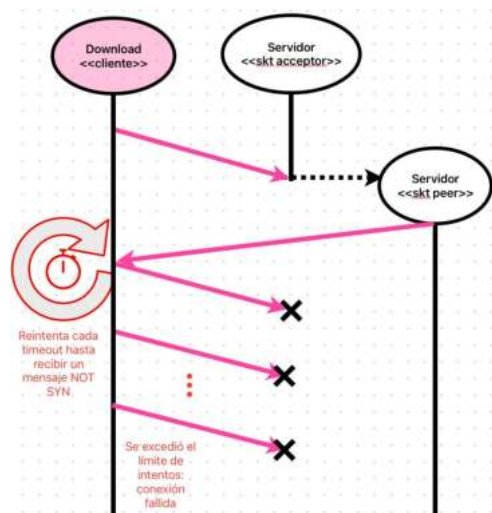 Download
<<cliente>>
Servidor
<<skt acceptor>>
Servidor
<<skt peer>>
Reintenta cada
timeout hasta
recibir un
mensaje NOT
SYN
Se excedió el
límite de
intentos:
conexión
fallida